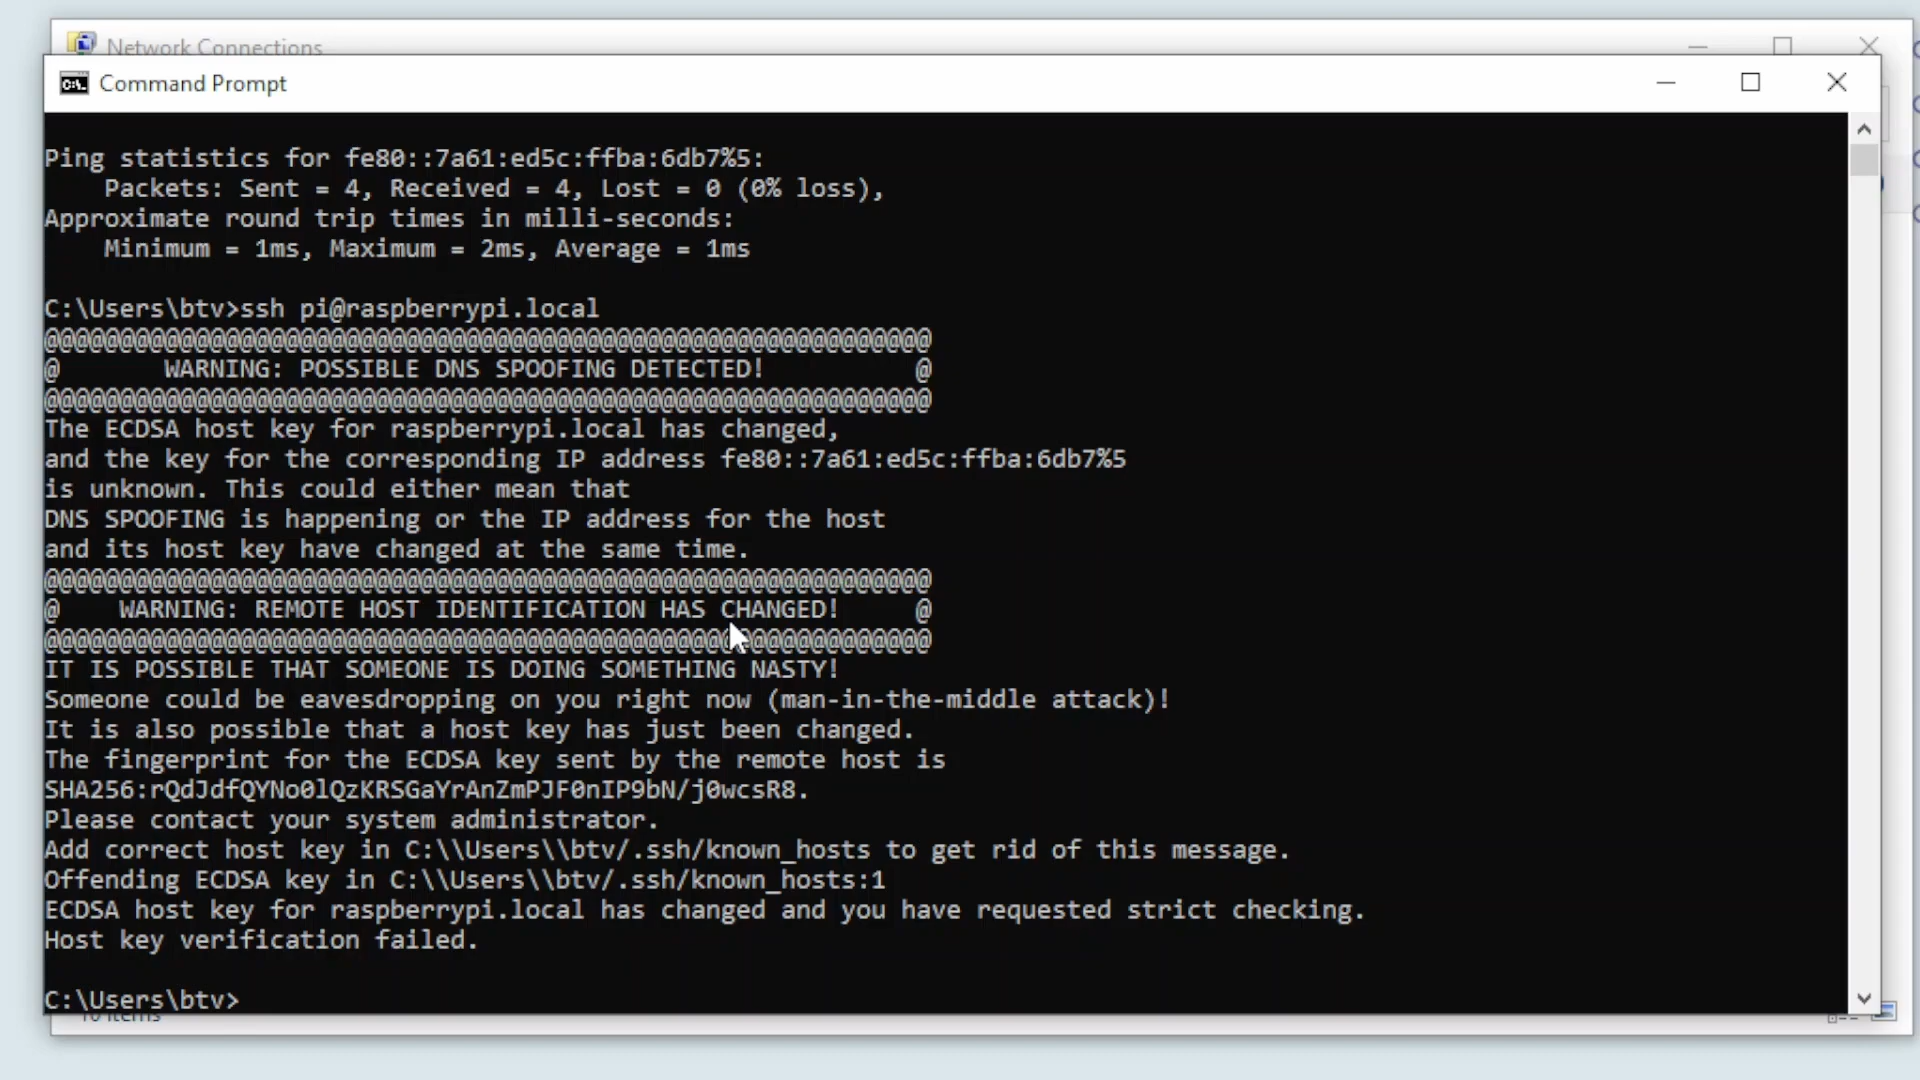 Network Connections
Command Prompt
Ping statistics for fe80::7a61:ed5c:ffba:6db7%5:
    Packets: Sent = 4, Received = 4, Lost = 0 (0% loss),
Approximate round trip times in milli-seconds:
    Minimum = 1ms, Maximum = 2ms, Average = 1ms
C:\Users\btv>ssh pi@raspberrypi.local
@@@@@@@@@@@@@@@@@@@@@@@@@@@@@@@@@@@@@@@@@@@@@@@@@@@@@@@@@@@
@       WARNING: POSSIBLE DNS SPOOFING DETECTED!          @
@@@@@@@@@@@@@@@@@@@@@@@@@@@@@@@@@@@@@@@@@@@@@@@@@@@@@@@@@@@
The ECDSA host key for raspberrypi.local has changed,
and the key for the corresponding IP address fe80::7a61:ed5c:ffba:6db7%5
is unknown. This could either mean that
DNS SPOOFING is happening or the IP address for the host
and its host key have changed at the same time.
@@@@@@@@@@@@@@@@@@@@@@@@@@@@@@@@@@@@@@@@@@@@@@@@@@@@@@@@@@@
@    WARNING: REMOTE HOST IDENTIFICATION HAS CHANGED!     @
@@@@@@@@@@@@@@@@@@@@@@@@@@@@@@@@@@@@@@@@@@@@@@@@@@@@@@@@@@@
IT IS POSSIBLE THAT SOMEONE IS DOING SOMETHING NASTY!
Someone could be eavesdropping on you right now (man-in-the-middle attack)!
It is also possible that a host key has just been changed.
The fingerprint for the ECDSA key sent by the remote host is
SHA256:rQdJdfQYNo0lQzKRSGaYrAnZmPJF0nIP9bN/j0wcsR8.
Please contact your system administrator.
Add correct host key in C:\\Users\\btv/.ssh/known_hosts to get rid of this message.
Offending ECDSA key in C:\\Users\\btv/.ssh/known_hosts:1
ECDSA host key for raspberrypi.local has changed and you have requested strict checking.
Host key verification failed.
C:\Users\btv>
10 items